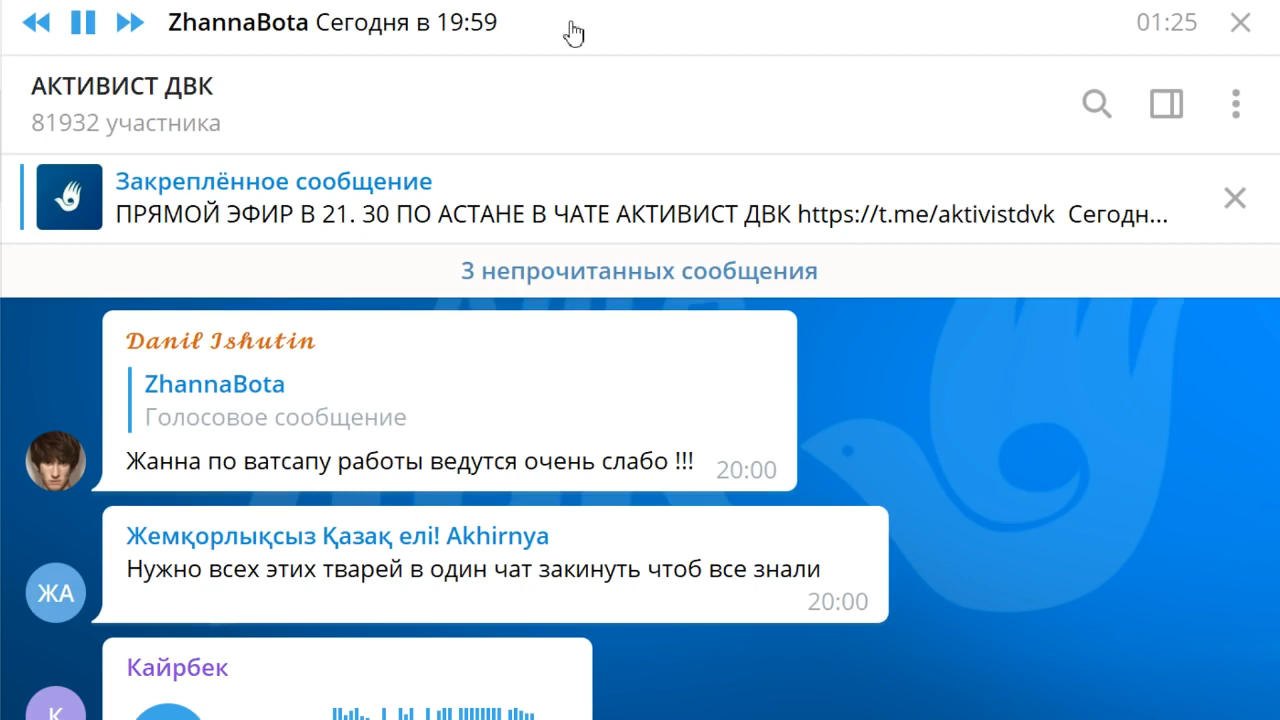 ZhannaBota Сегодня в 19:59
01:25
АКТИВИСТ ДВК
81932 участника
Закреплённое сообщение
ПРЯМОЙ ЭФИР В 21. 30 ПО АСТАНЕ В ЧАТЕ АКТИВИСТ ДВК https://t.me/aktivistdvk Сегодн...
3 непрочитанных сообщения
Danil Ishutin
ZhannaBota
Голосовое сообщение
Жанна по ватсапу работы ведутся очень слабо !!!
20:00
Жемқорлықсыз Қазақ елі! Akhirnya
Нужно всех этих тварей в один чат закинуть чтоб все знали
ЖА
20:00
Кайрбек
К